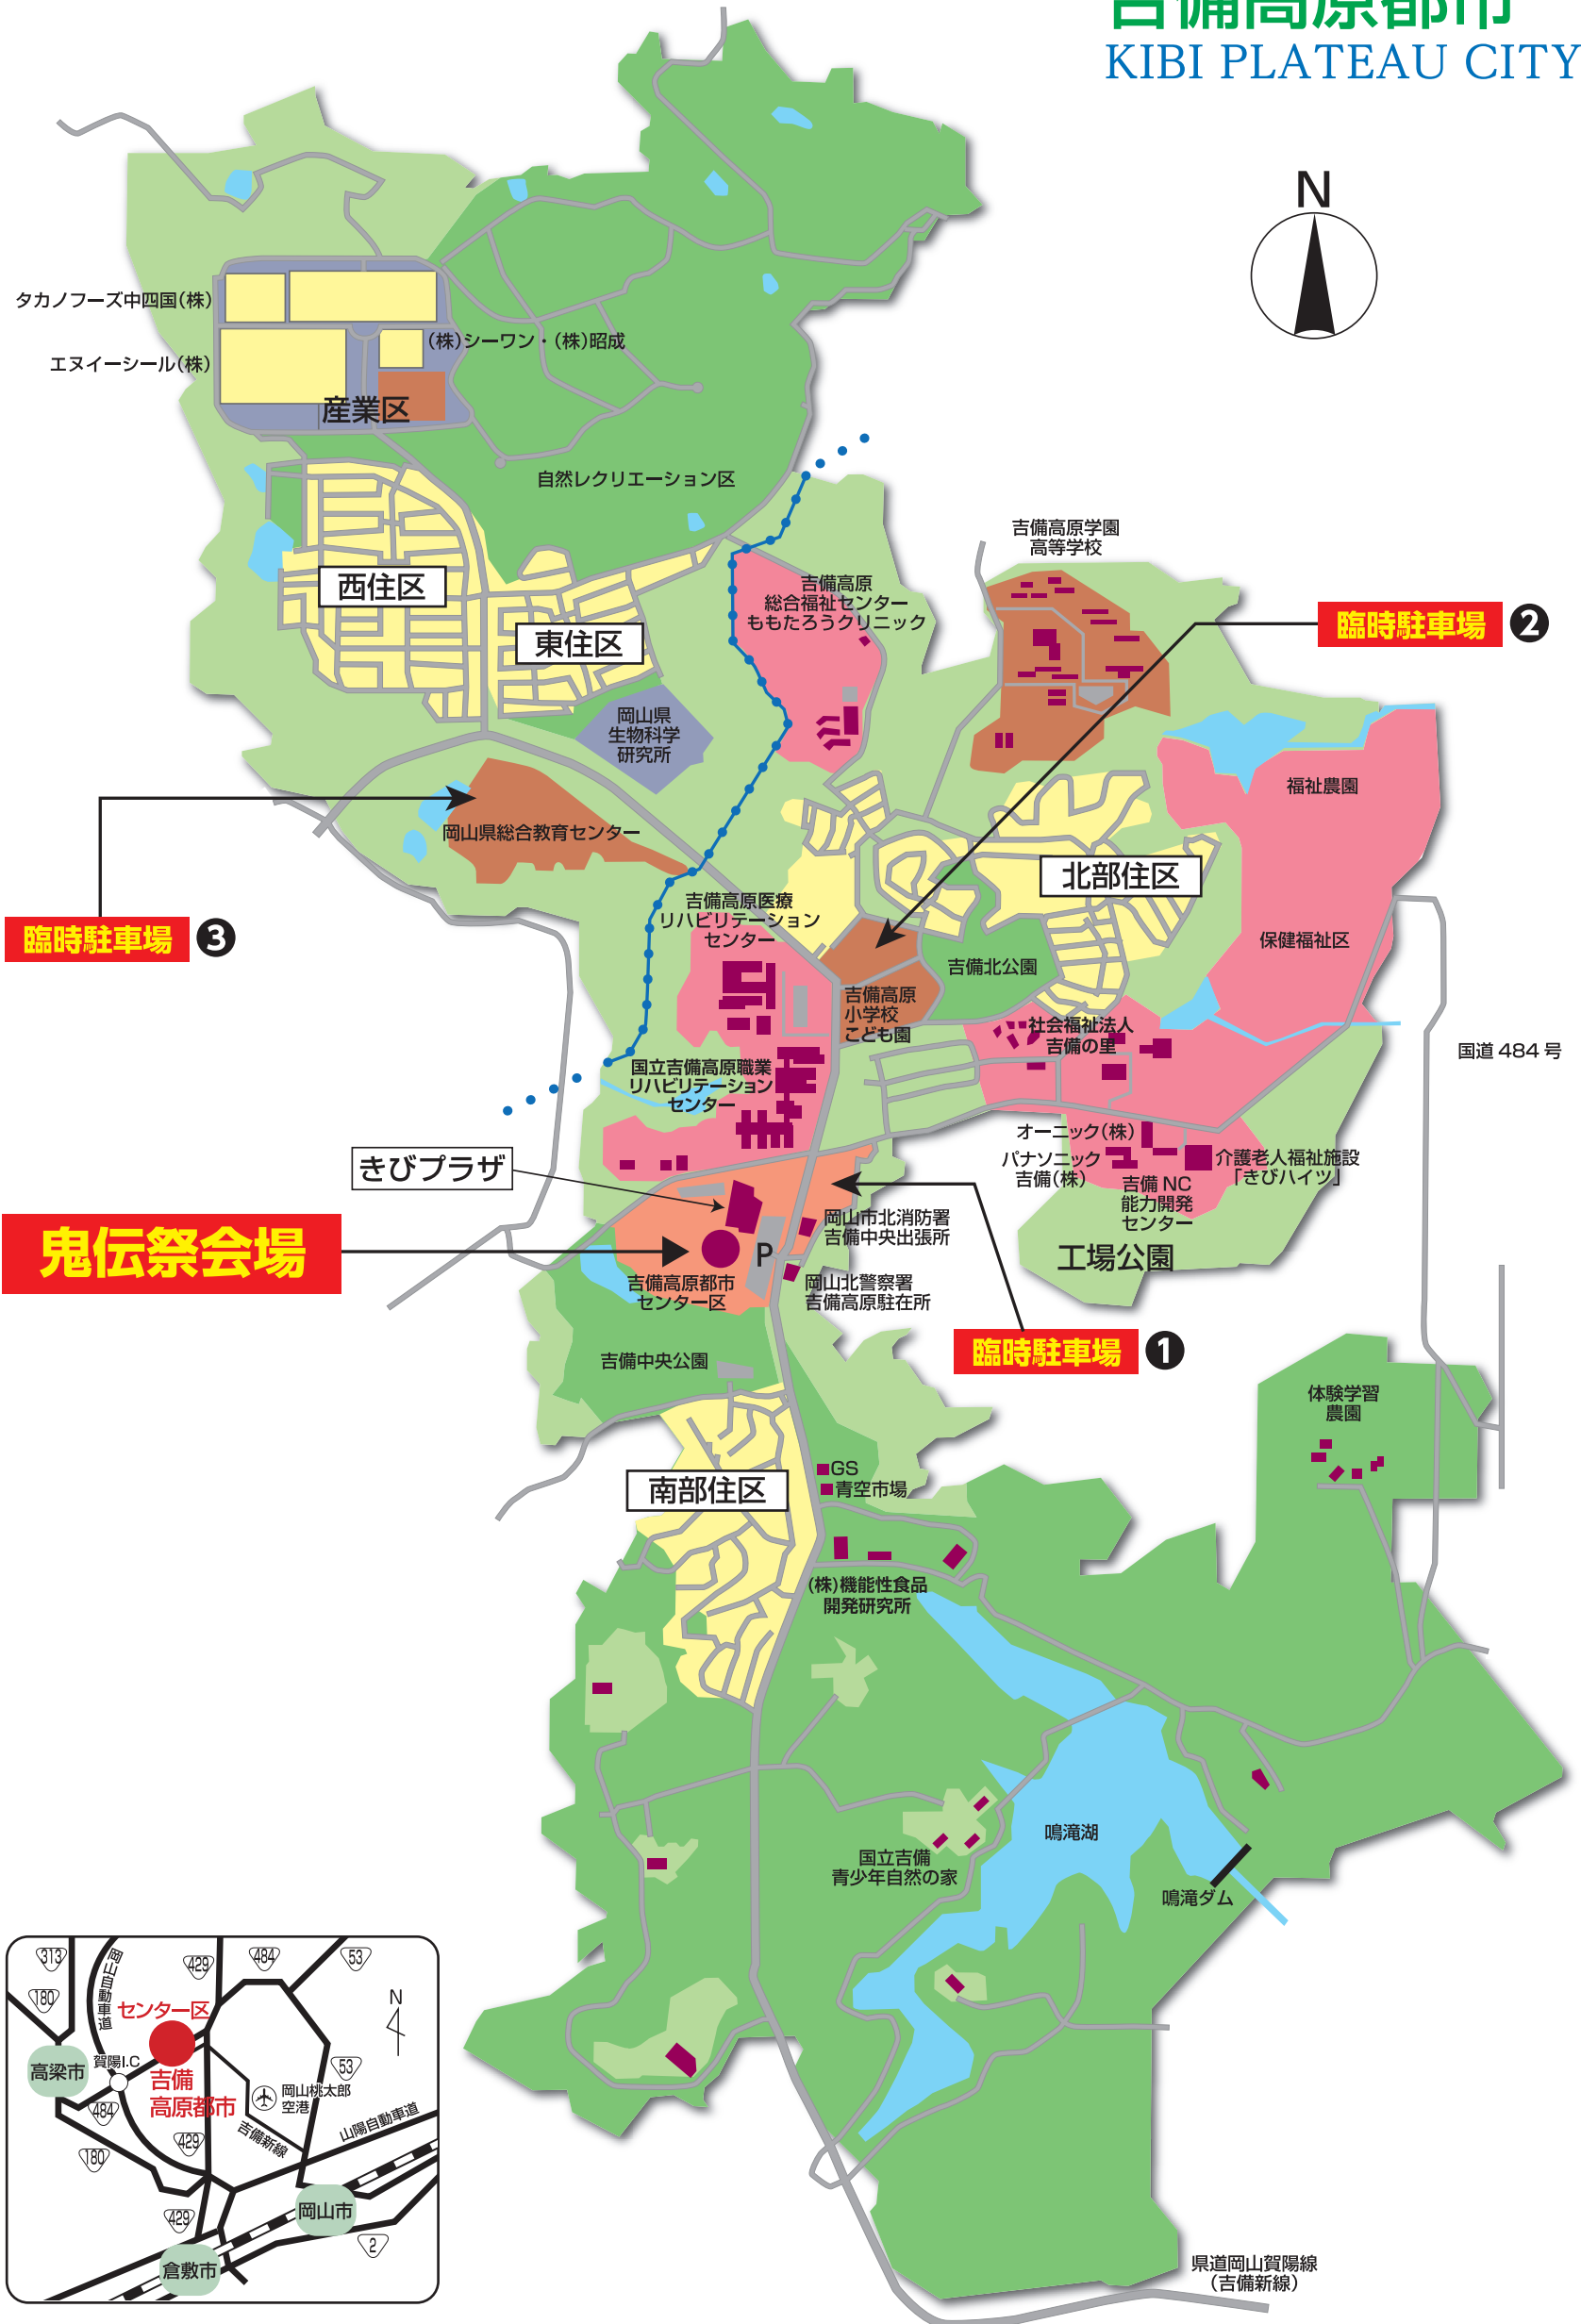 吉備高原都市
KIBI PLATEAU CITY
N
タカノフーズ中四国(株)
エヌイーシール(株)
(株)シーワン・(株)昭成
産業区
自然レクリエーション区
吉備高原学園
高等学校
西住区
東住区
吉備高原
総合福祉センター
ももたろうクリニック
臨時駐車場 2
岡山県
生物科学
研究所
福祉農園
岡山県総合教育センター
北部住区
臨時駐車場 3
吉備高原医療
リハビリテーション
センター
保健福祉区
吉備北公園
吉備高原
小学校
こども園
社会福祉法人
吉備の里
国道484号
国立吉備高原職業
リハビリテーション
センター
オーニック(株)
パナソニック
吉備(株)
吉備NC
能力開発
センター
介護老人福祉施設
「きびハイツ」
きびプラザ
岡山市北消防署
吉備中央出張所
鬼伝祭会場
P
工場公園
吉備高原都市
センター区
岡山北警察署
吉備高原駐在所
臨時駐車場 1
吉備中央公園
体験学習
農園
南部住区
GS
青空市場
(株)機能性食品
開発研究所
鳴滝湖
国立吉備
青少年自然の家
鳴滝ダム
県道岡山賀陽線
(吉備新線)
313
岡山自動車道
429
484
53
180
センター区
N
高梁市
賀陽I.C
吉備
高原都市
53
岡山桃太郎
空港
484
429
吉備新線
山陽自動車道
180
429
岡山市
2
倉敷市